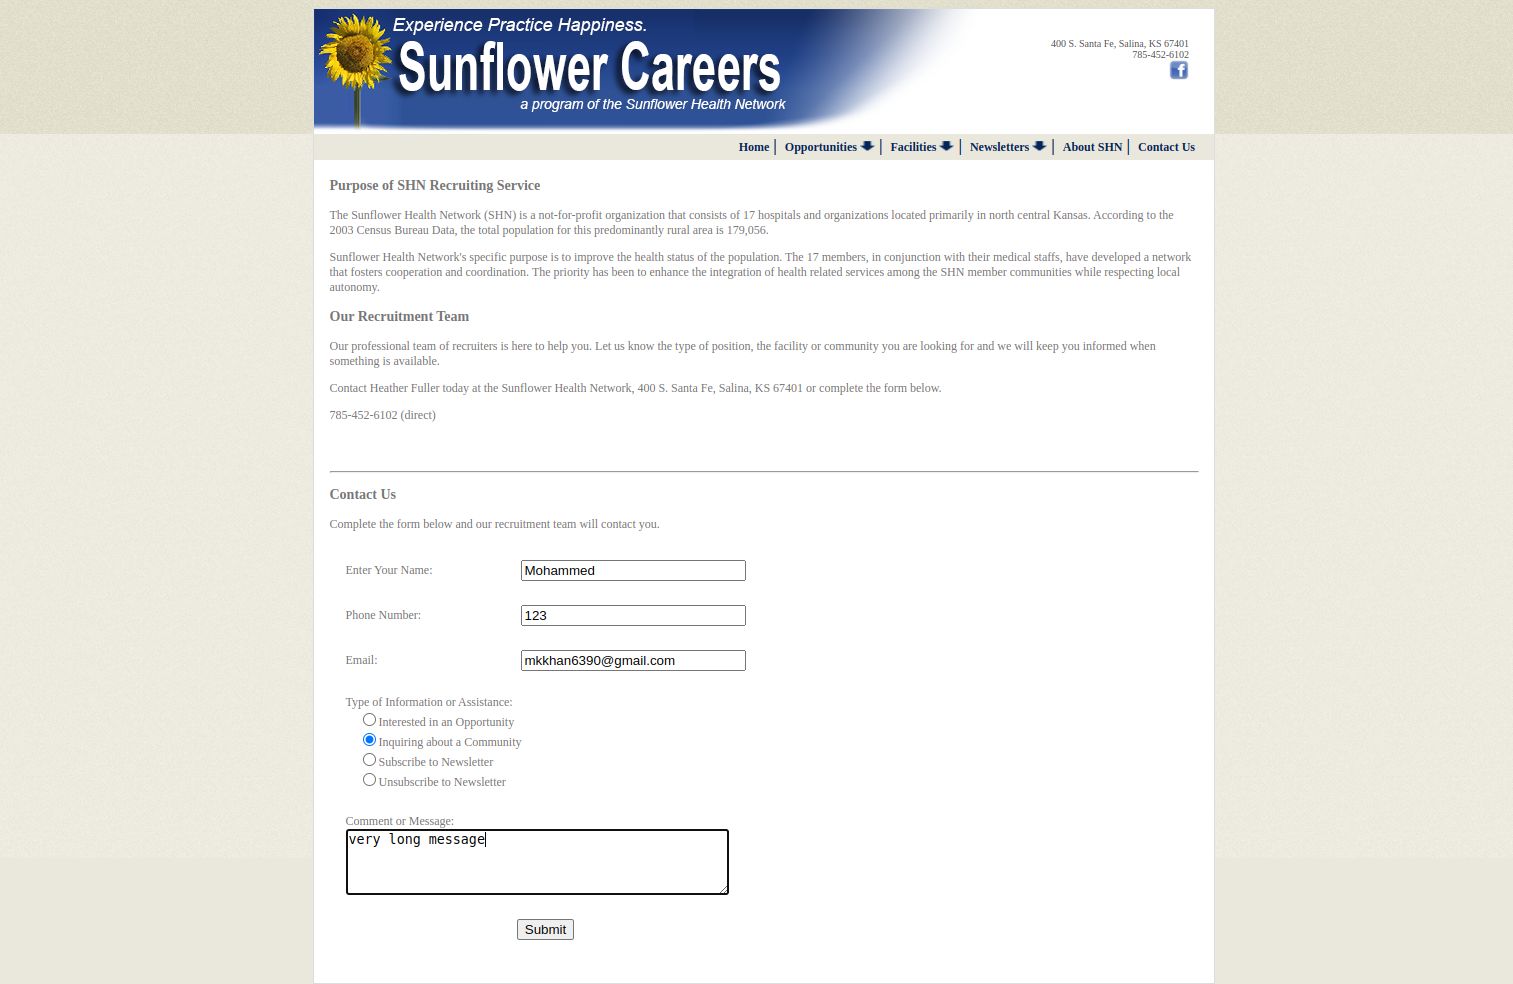 Experience Practice Happiness.
Sunflower Careers
a program of the Sunflower Health Network
400 S. Santa Fe, Salina, KS 67401
785-452-6102
f
Home | Opportunities | Facilities | Newsletters | About SHN | Contact Us
Purpose of SHN Recruiting Service
The Sunflower Health Network (SHN) is a not-for-profit organization that consists of 17 hospitals and organizations located primarily in north central Kansas. According to the
2003 Census Bureau Data, the total population for this predominantly rural area is 179,056.
Sunflower Health Network's specific purpose is to improve the health status of the population. The 17 members, in conjunction with their medical staffs, have developed a network
that fosters cooperation and coordination. The priority has been to enhance the integration of health related services among the SHN member communities while respecting local
autonomy.
Our Recruitment Team
Our professional team of recruiters is here to help you. Let us know the type of position, the facility or community you are looking for and we will keep you informed when
something is available.
Contact Heather Fuller today at the Sunflower Health Network, 400 S. Santa Fe, Salina, KS 67401 or complete the form below.
785-452-6102 (direct)
Contact Us
Complete the form below and our recruitment team will contact you.
Enter Your Name: Mohammed
Phone Number: 123
Email: mkkhan6390@gmail.com
Type of Information or Assistance:
Interested in an Opportunity
Inquiring about a Community
Subscribe to Newsletter
Unsubscribe to Newsletter
Comment or Message:
very long message
Submit